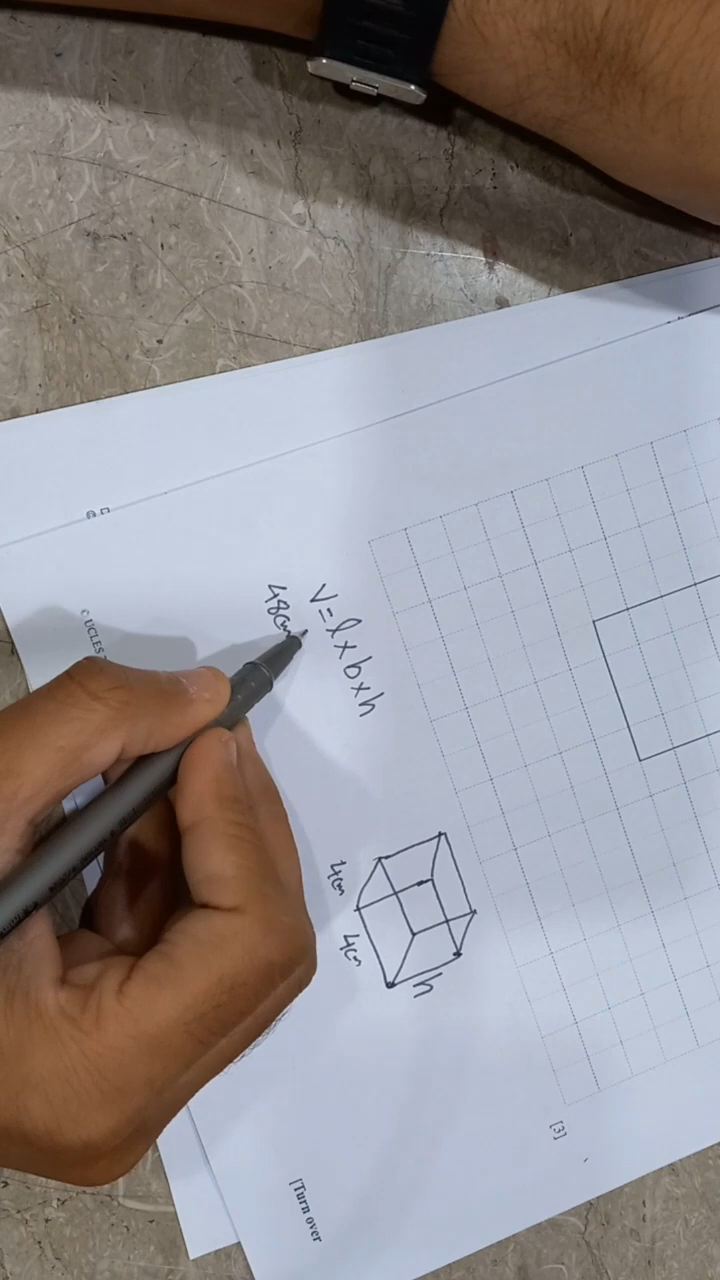 [3]
V = l x b x h
48cm
4cm
4cm
h
© UCLES
[Turn over